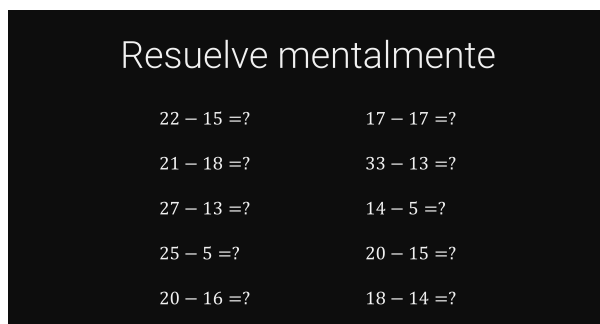 Resuelve mentalmente
22 − 15 =?
17 − 17 =?
21 − 18 =?
33 − 13 =?
27 − 13 =?
14 − 5 =?
25 − 5 =?
20 − 15 =?
20 − 16 =?
18 − 14 =?